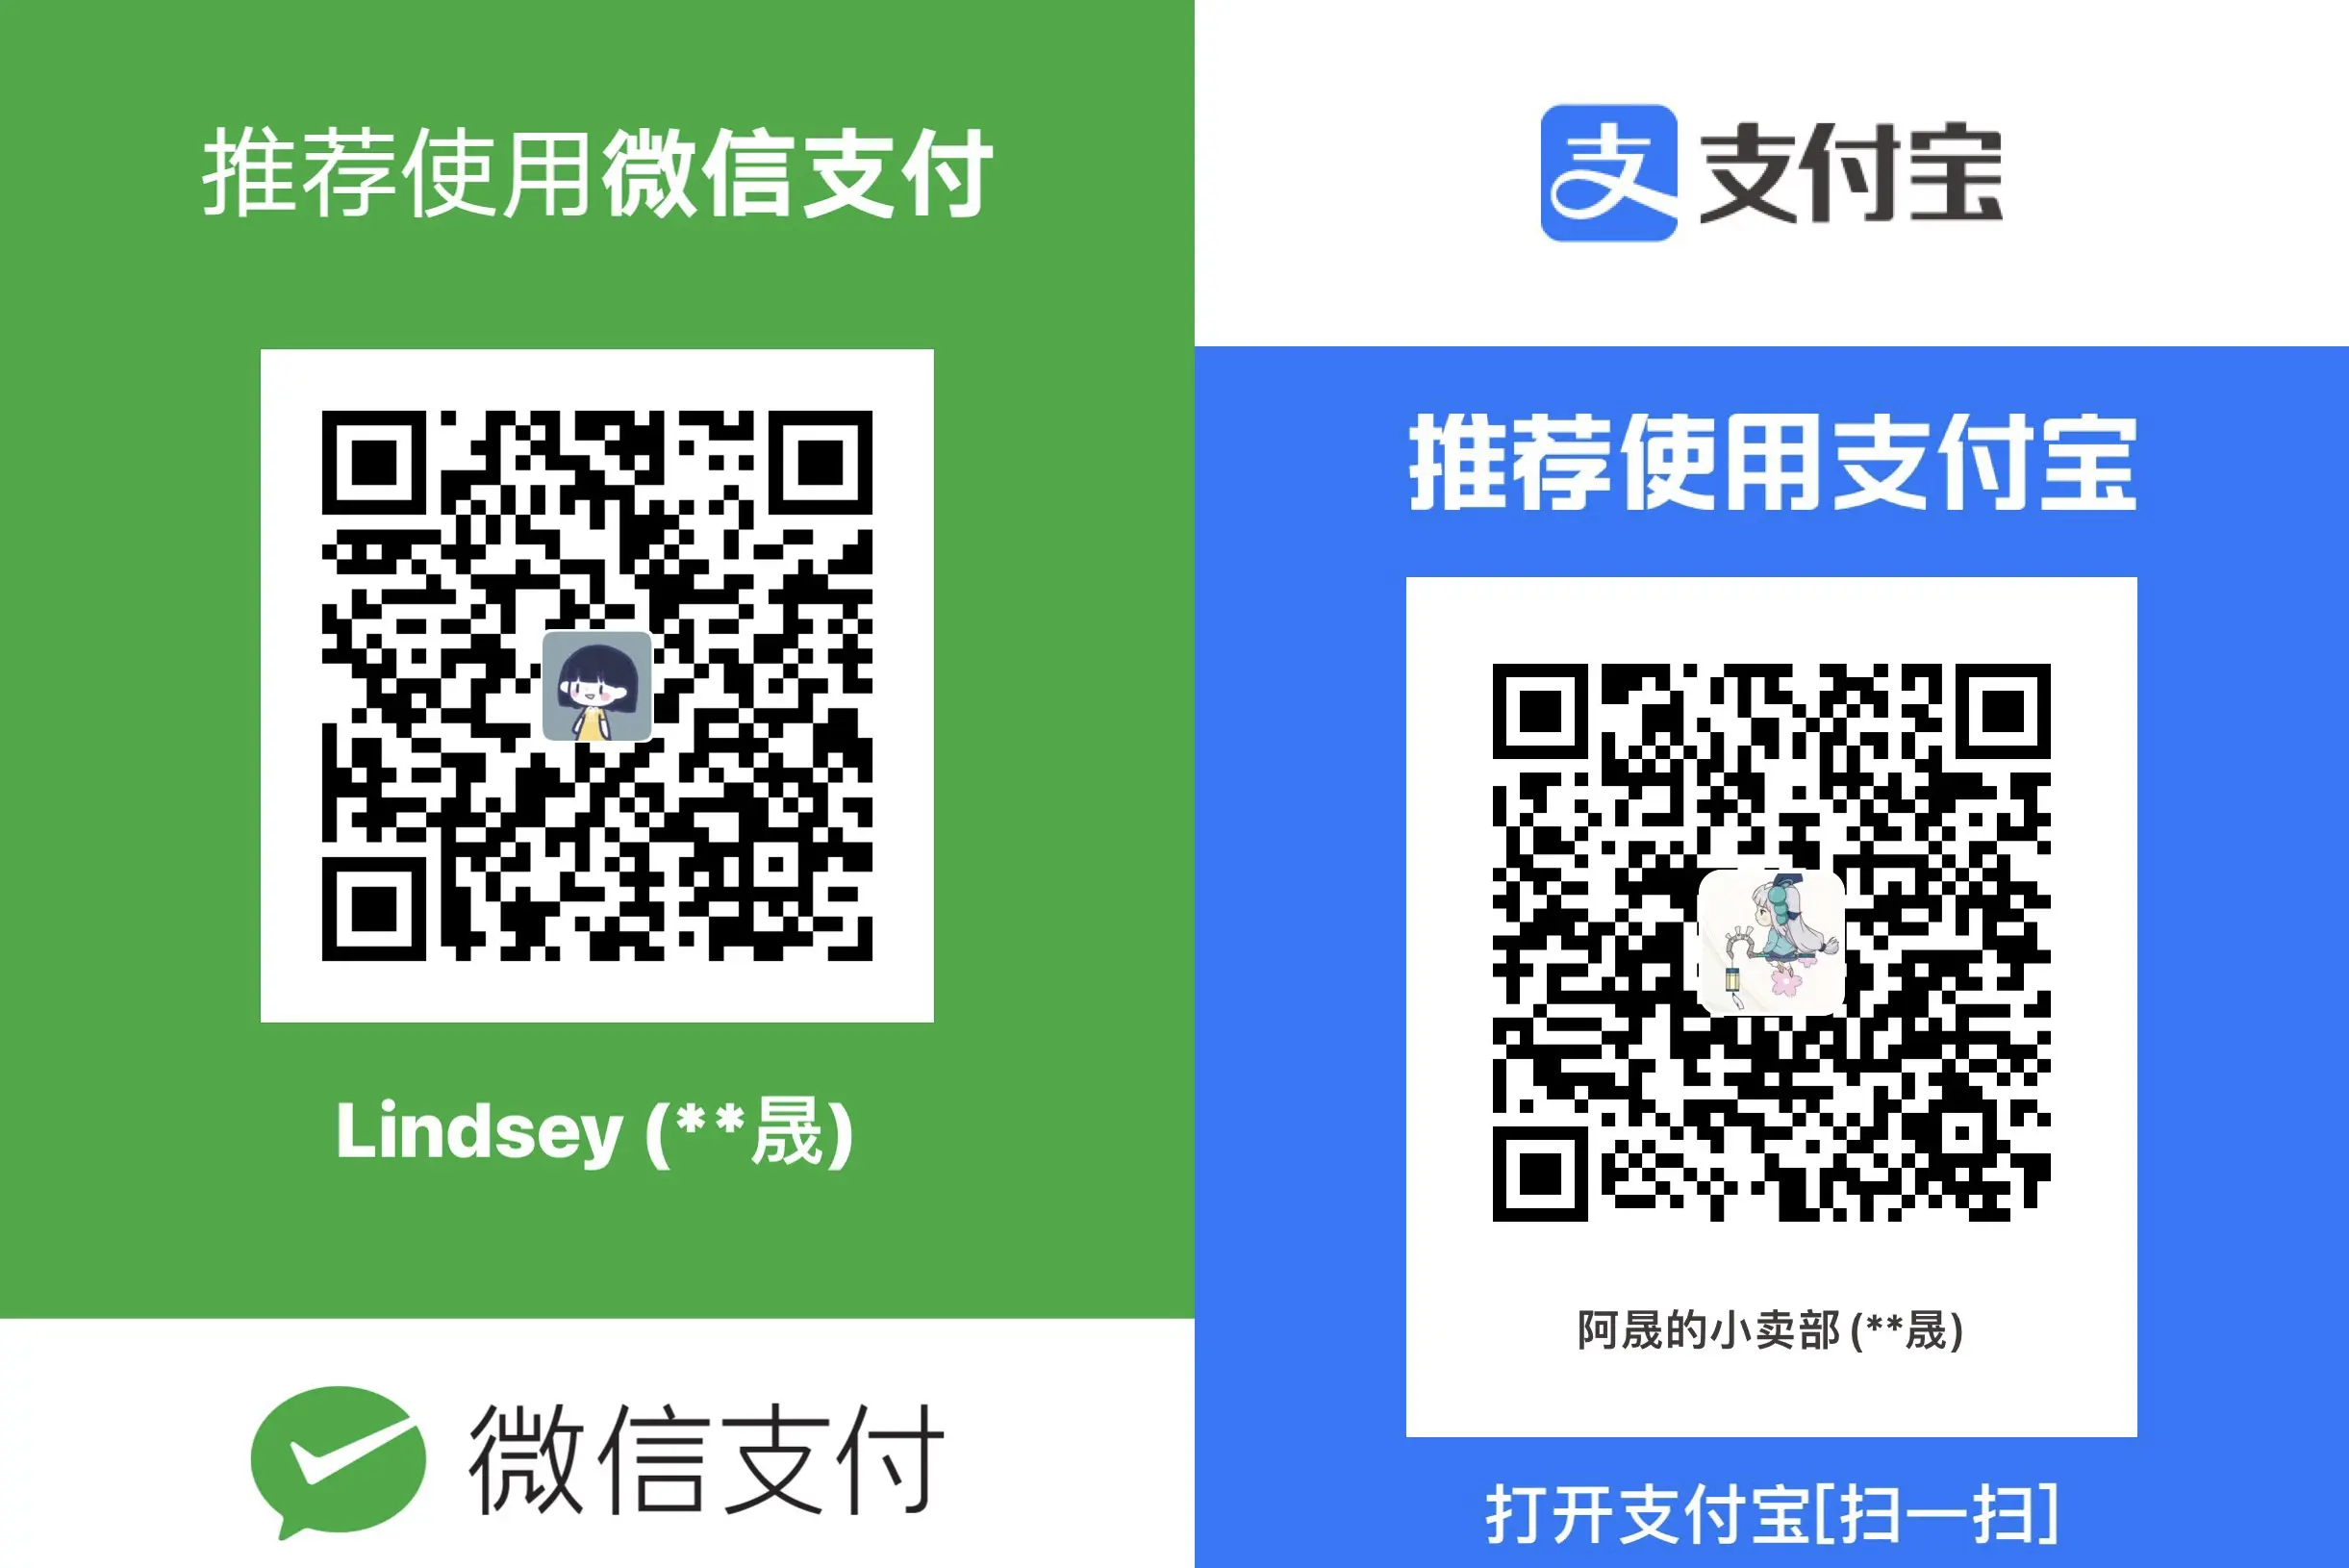 推荐使用微信支付
Lindsey (**晟)
微信支付
支 支付宝
推荐使用支付宝
阿晟的小卖部 (**晟)
打开支付宝[扫一扫]